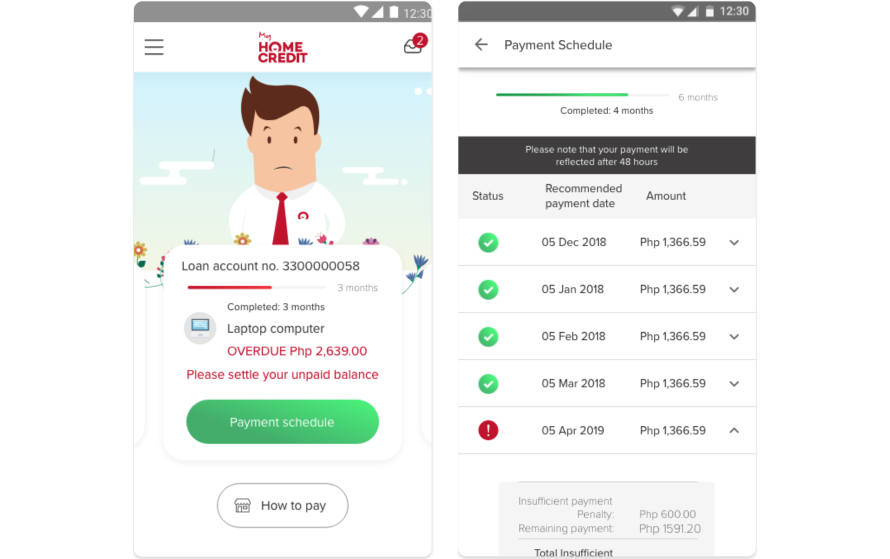 12:30
My
HOME
CREDIT
2
Loan account no. 3300000058
3 months
Completed: 3 months
Laptop computer
OVERDUE Php 2,639.00
Please settle your unpaid balance
Payment schedule
How to pay
12:30
Payment Schedule
6 months
Completed: 4 months
Please note that your payment will be
reflected after 48 hours
Status Recommended payment date Amount
05 Dec 2018 Php 1,366.59
05 Jan 2018 Php 1,366.59
05 Feb 2018 Php 1,366.59
05 Mar 2018 Php 1,366.59
05 Apr 2019 Php 1,366.59
Insufficient payment
Penalty: Php 600.00
Remaining payment: Php 1591.20
Total Insufficient